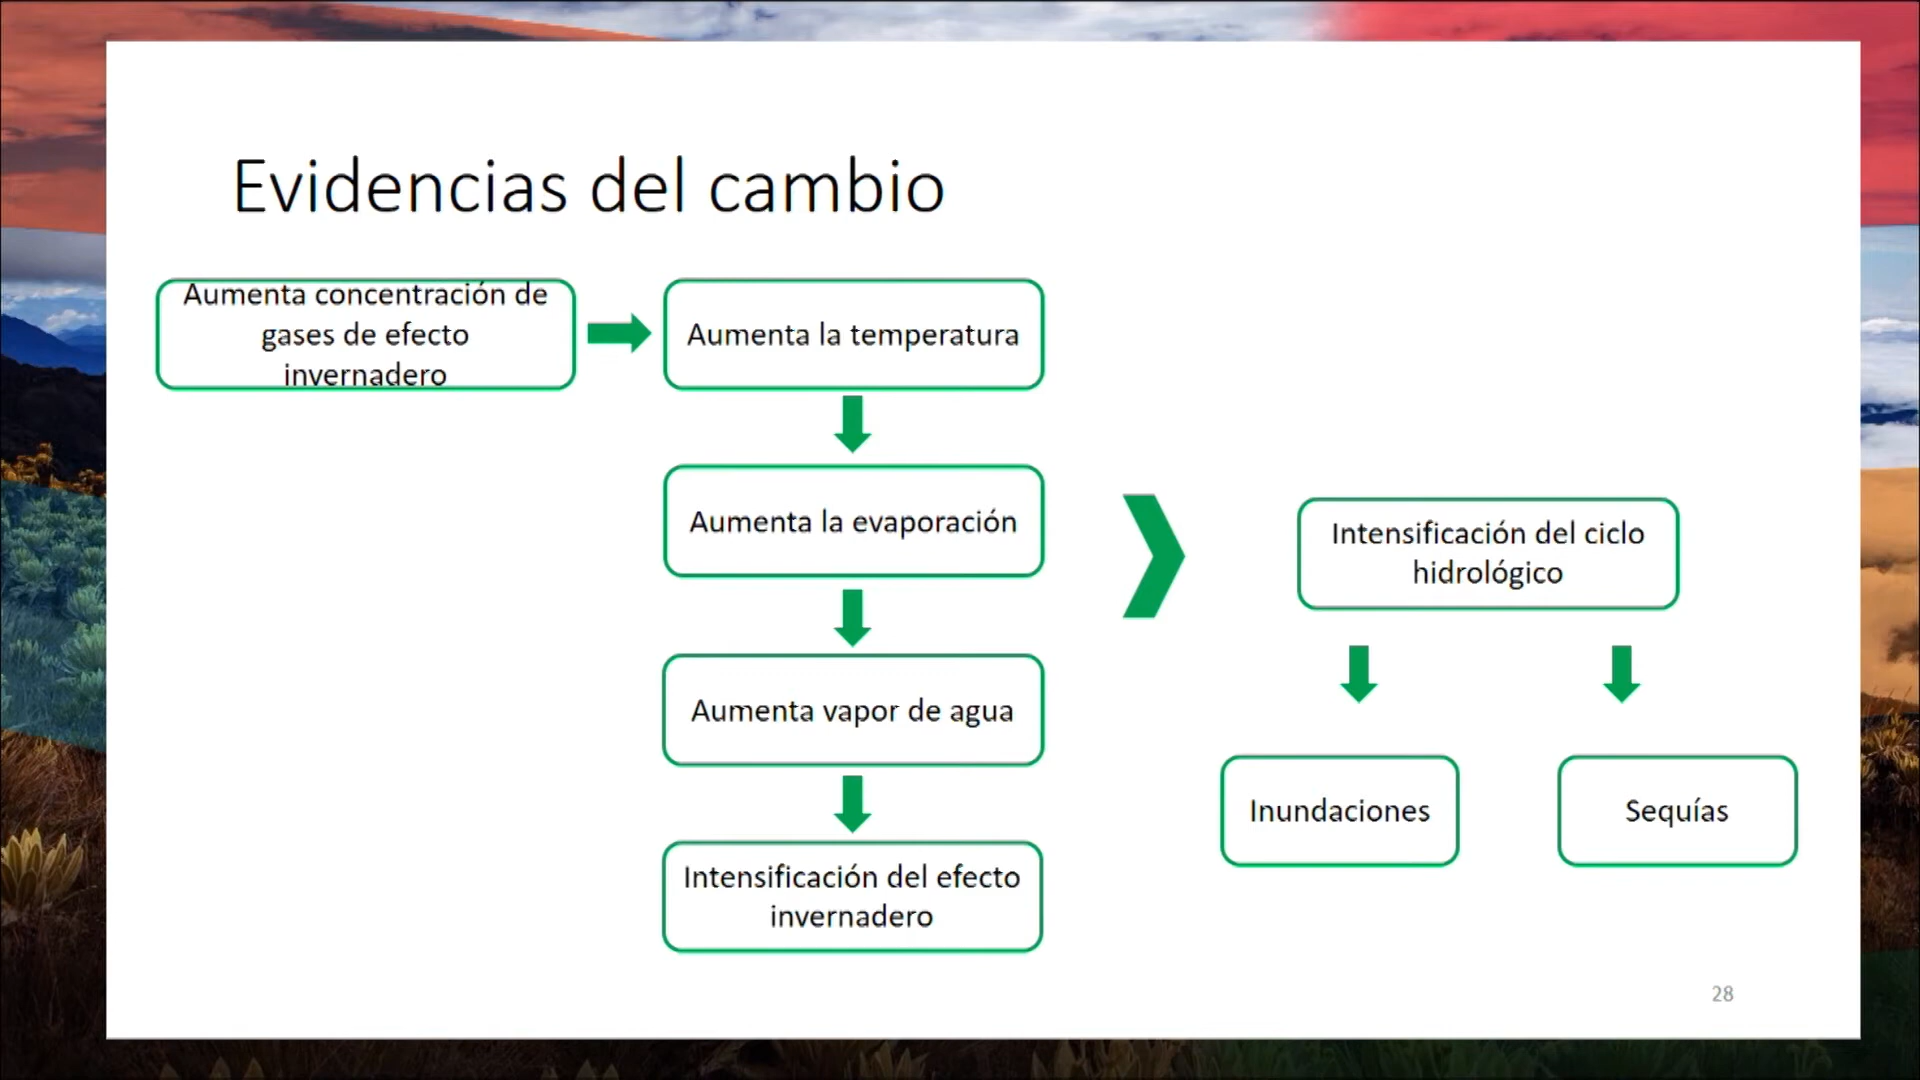 Evidencias del cambio
Aumenta concentración de
gases de efecto
invernadero
Aumenta la temperatura
Aumenta la evaporación
Aumenta vapor de agua
Intensificación del efecto
invernadero
Intensificación del ciclo
hidrológico
Inundaciones
Sequías
28